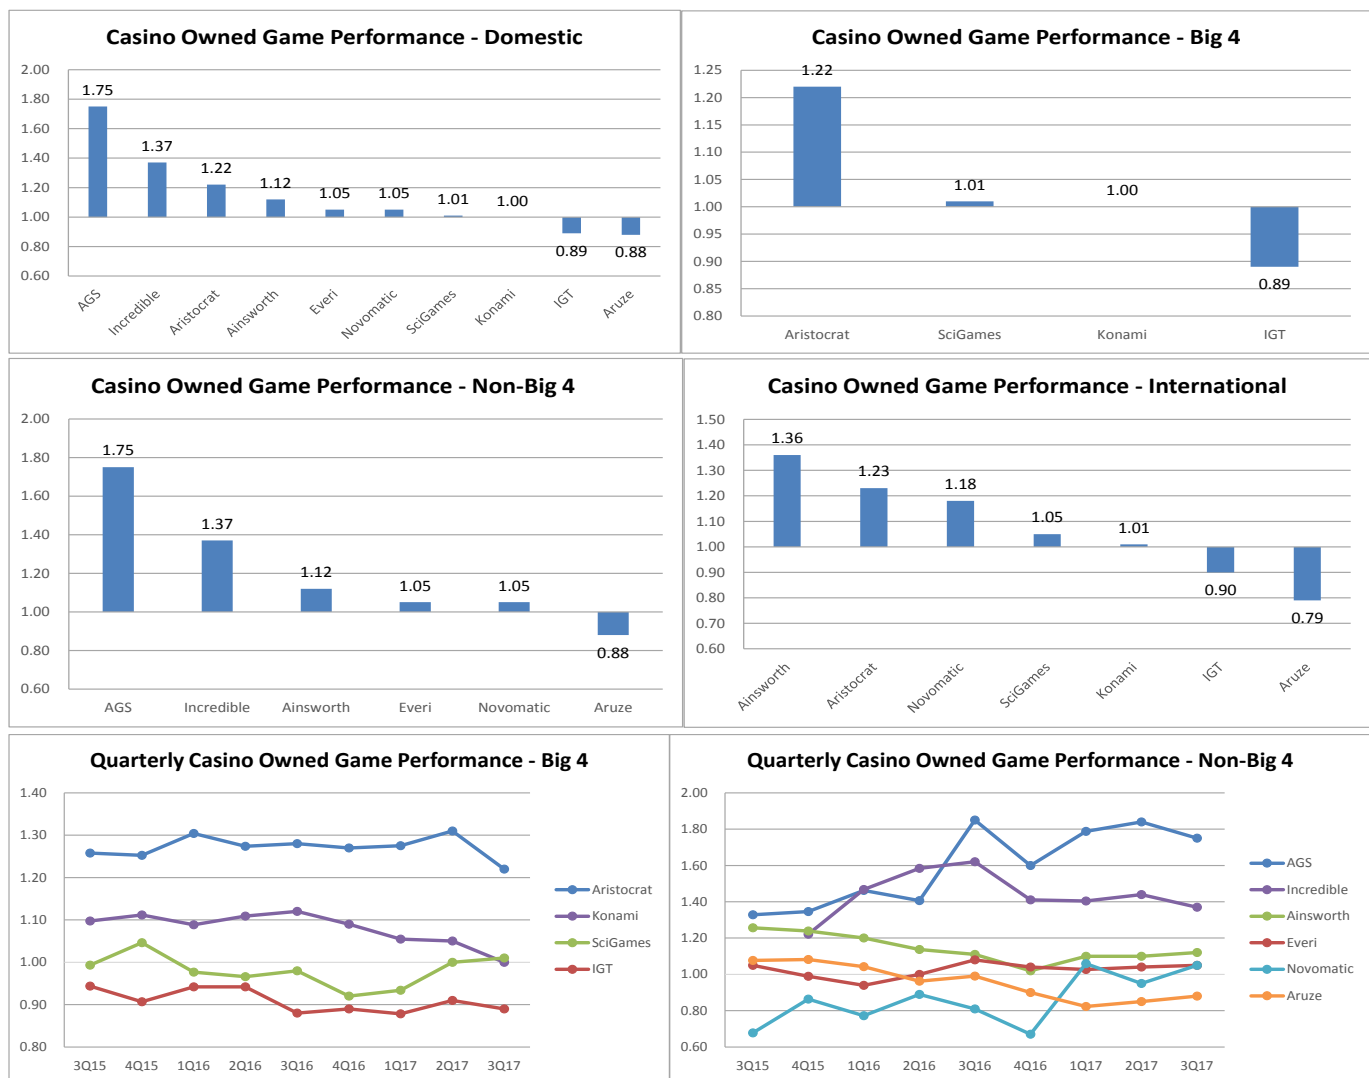 Casino Owned Game Performance - Domestic
2.00
1.80
1.60
1.40
1.20
1.00
0.80
0.60
1.75
1.37
1.22
1.12
1.05
1.05
1.01
1.00
0.89
0.88
AGS
Incredible
Aristocrat
Ainsworth
Everi
Novomatic
SciGames
Konami
IGT
Aruze
Casino Owned Game Performance - Big 4
1.25
1.20
1.15
1.10
1.05
1.00
0.95
0.90
0.85
0.80
1.22
1.01
1.00
0.89
Aristocrat
SciGames
Konami
IGT
Casino Owned Game Performance - Non-Big 4
2.00
1.80
1.60
1.40
1.20
1.00
0.80
0.60
1.75
1.37
1.12
1.05
1.05
0.88
AGS
Incredible
Ainsworth
Everi
Novomatic
Aruze
Casino Owned Game Performance - International
1.50
1.40
1.30
1.20
1.10
1.00
0.90
0.80
0.70
0.60
1.36
1.23
1.18
1.05
1.01
0.90
0.79
Ainsworth
Aristocrat
Novomatic
SciGames
Konami
IGT
Aruze
Quarterly Casino Owned Game Performance - Big 4
1.40
1.30
1.20
1.10
1.00
0.90
0.80
3Q15
4Q15
1Q16
2Q16
3Q16
4Q16
1Q17
2Q17
3Q17
Aristocrat
Konami
SciGames
IGT
Quarterly Casino Owned Game Performance - Non-Big 4
2.00
1.80
1.60
1.40
1.20
1.00
0.80
0.60
3Q15
4Q15
1Q16
2Q16
3Q16
4Q16
1Q17
2Q17
3Q17
AGS
Incredible
Ainsworth
Everi
Novomatic
Aruze